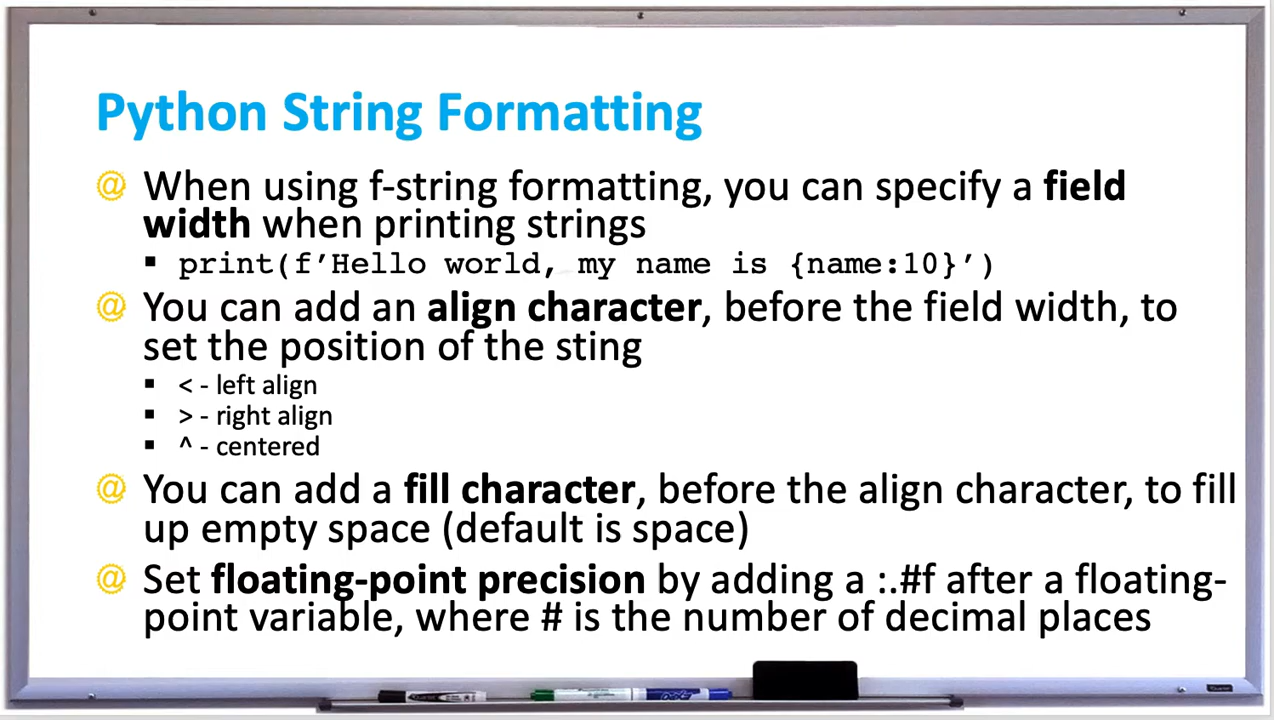 Python String Formatting
@ When using f-string formatting, you can specify a field
width when printing strings
▪ print(f’Hello world, my name is {name:10}’)
@ You can add an align character, before the field width, to
set the position of the sting
▪ < - left align
▪ > - right align
▪ ^ - centered
@ You can add a fill character, before the align character, to fill
up empty space (default is space)
@ Set floating-point precision by adding a :.#f after a floating-
point variable, where # is the number of decimal places